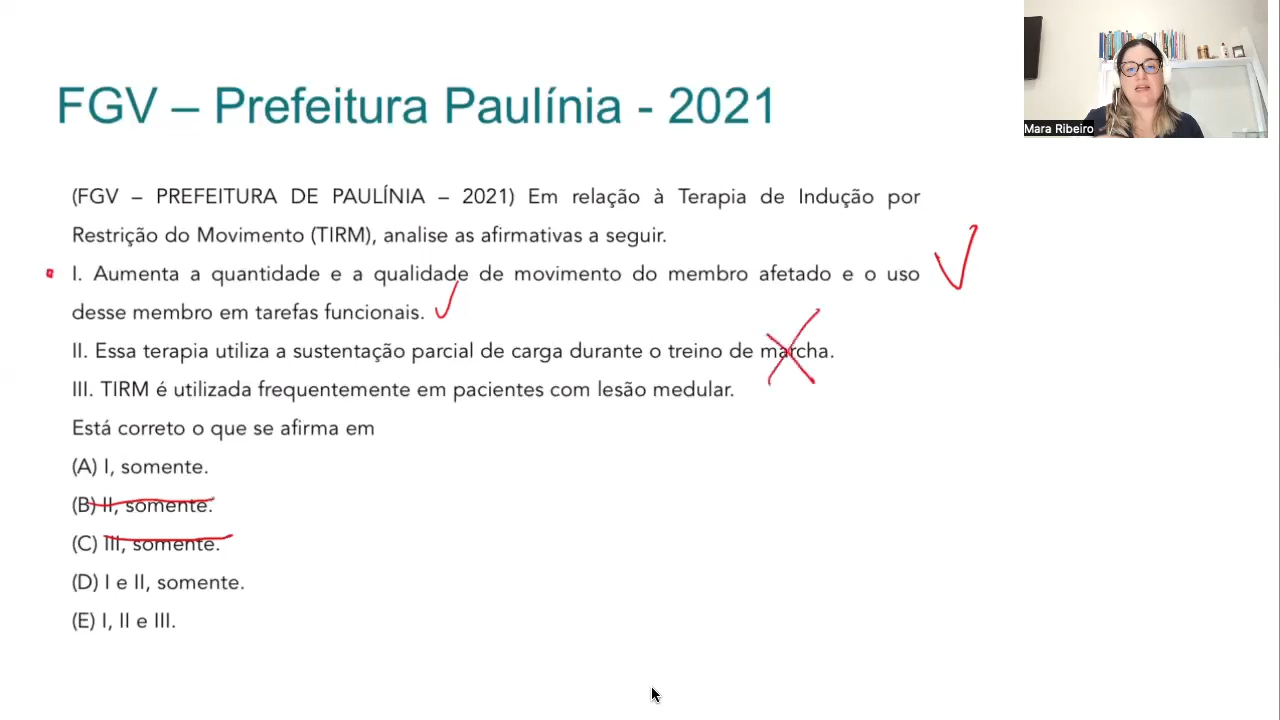 FGV – Prefeitura Paulínia - 2021
Mara Ribeiro
(FGV – PREFEITURA DE PAULÍNIA – 2021) Em relação à Terapia de Indução por
Restrição do Movimento (TIRM), analise as afirmativas a seguir.
I. Aumenta a quantidade e a qualidade de movimento do membro afetado e o uso
desse membro em tarefas funcionais.
II. Essa terapia utiliza a sustentação parcial de carga durante o treino de marcha.
III. TIRM é utilizada frequentemente em pacientes com lesão medular.
Está correto o que se afirma em
(A) I, somente.
(B) II, somente.
(C) III, somente.
(D) I e II, somente.
(E) I, II e III.